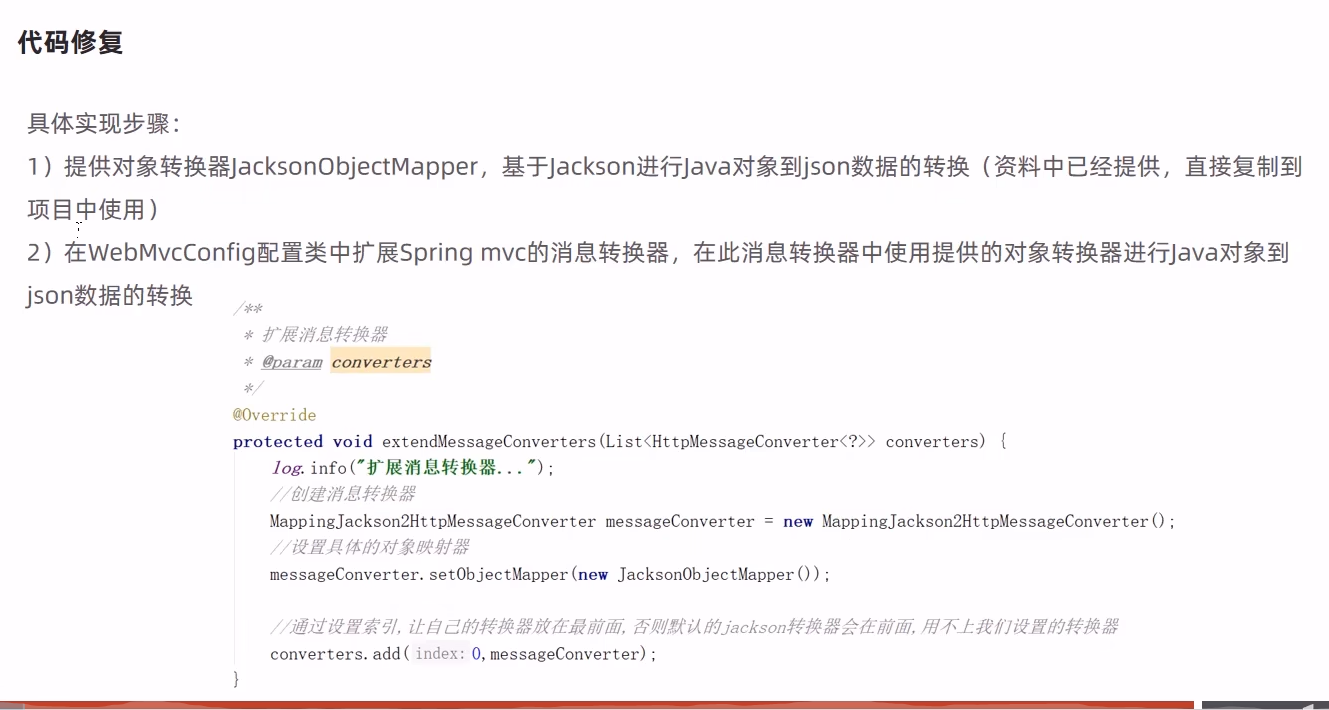 代码修复
具体实现步骤：
1）提供对象转换器JacksonObjectMapper，基于Jackson进行Java对象到json数据的转换（资料中已经提供，直接复制到
项目中使用）
2）在WebMvcConfig配置类中扩展Spring mvc的消息转换器，在此消息转换器中使用提供的对象转换器进行Java对象到
json数据的转换
/**
* 扩展消息转换器
* @param converters
*/
@Override
protected void extendMessageConverters(List<HttpMessageConverter<?>> converters) {
log.info("扩展消息转换器...");
//创建消息转换器
MappingJackson2HttpMessageConverter messageConverter = new MappingJackson2HttpMessageConverter();
//设置具体的对象映射器
messageConverter.setObjectMapper(new JacksonObjectMapper());
//通过设置索引,让自己的转换器放在最前面,否则默认的jackson转换器会在前面,用不上我们设置的转换器
converters.add( index: 0,messageConverter);
}